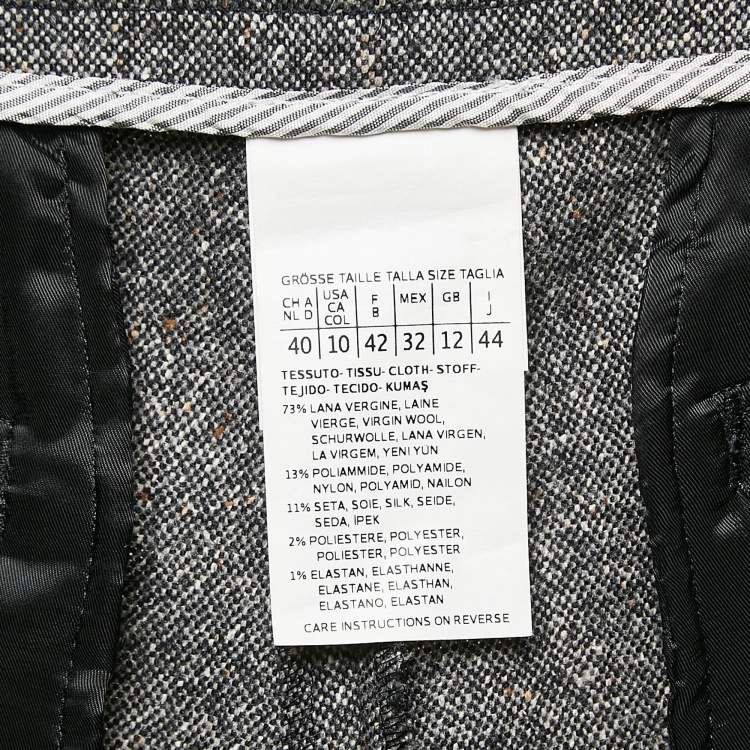 GRÖSSE TAILLE TALLA SIZE TAGLIA
CH A NL D USA CA COL F B MEX GB I J
40 10 42 32 12 44
TESSUTO- TISSU- CLOTH- STOFF-
TEJIDO- TECIDO- KUMAŞ
73% LANA VERGINE, LAINE
VIERGE, VIRGIN WOOL,
SCHURWOLLE, LANA VIRGEN,
LA VIRGEM, YENI YÜN
13% POLIAMMIDE, POLYAMIDE,
NYLON, POLYAMID, NAILON
11% SETA, SOIE, SILK, SEIDE,
SEDA, İPEK
2% POLIESTERE, POLYESTER,
POLIESTER, POLYESTER
1% ELASTAN, ELASTHANNE,
ELASTANE, ELASTHAN,
ELASTANO, ELASTAN
CARE INSTRUCTIONS ON REVERSE